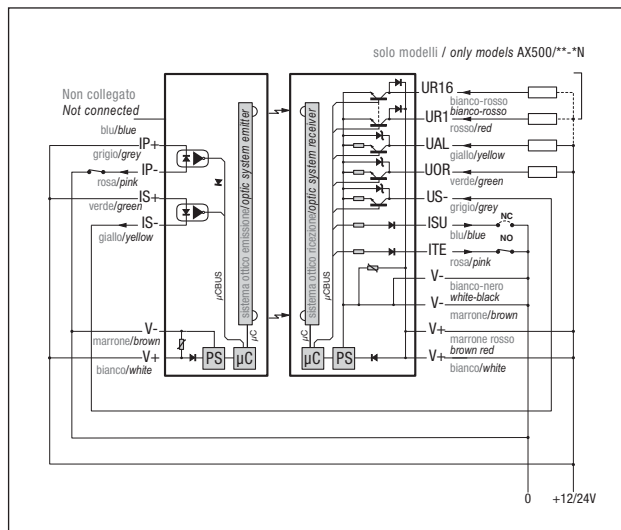 solo modelli / only models AX500/**-*N
Non collegato
Not connected
blu/blue
IP+
grigio/grey
IP-
rosa/pink
IS+
verde/green
IS-
giallo/yellow
V-
marrone/brown
V+
bianco/white
µCBUS
sistema ottico emissione/optic system emitter
µC
PS
µC
sistema ottico ricezione/optic system receiver
µCBUS
µC
µC
PS
UR16
bianco-rosso
bianco-rosso
UR1
rosso/red
UAL
giallo/yellow
UOR
verde/green
US-
grigio/grey
ISU
blu/blue
NC
ITE
NO
rosa/pink
V-
bianco-nero
white-black
V-
marrone/brown
V+
marrone rosso
brown red
V+
bianco/white
0
+12/24V